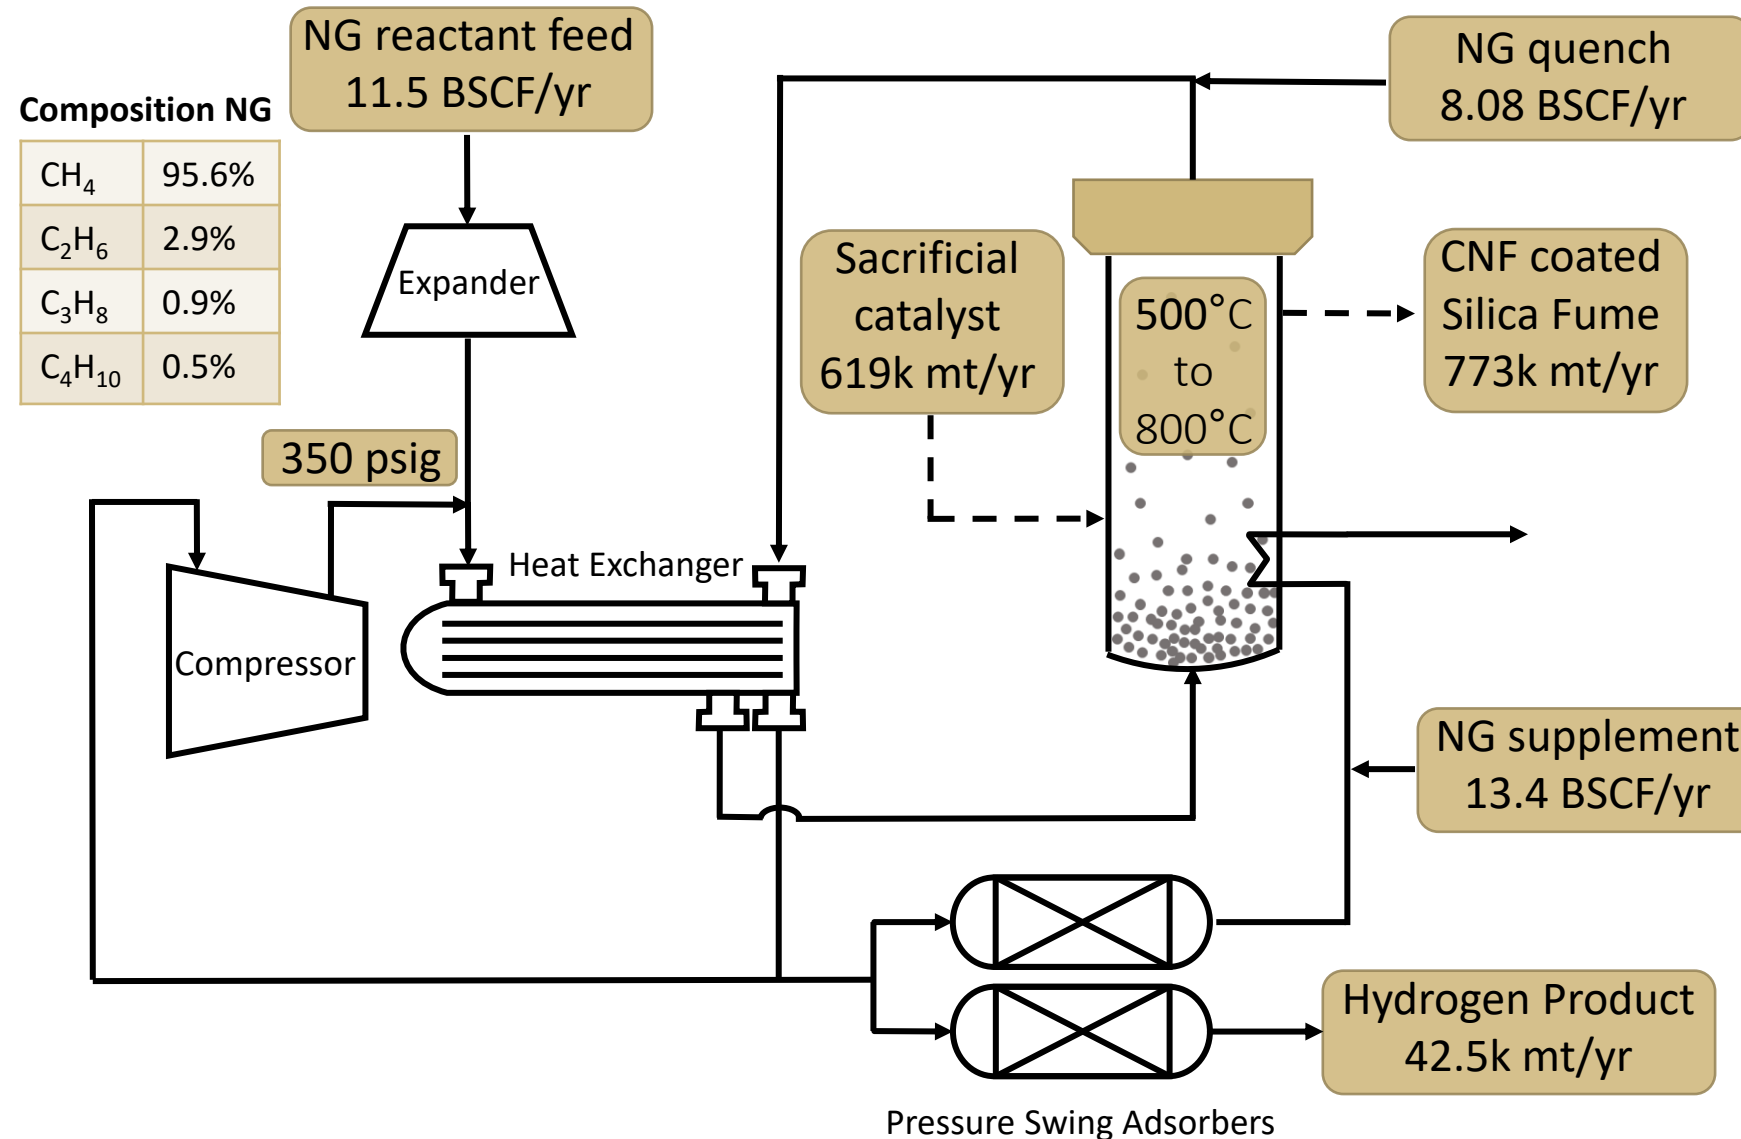 NG reactant feed
11.5 BSCF/yr
NG quench
8.08 BSCF/yr
Composition NG
CH₄ 95.6%
C₂H₆ 2.9%
C₃H₈ 0.9%
C₄H₁₀ 0.5%
Expander
Sacrificial
catalyst
619k mt/yr
500°C
to
800°C
CNF coated
Silica Fume
773k mt/yr
350 psig
Heat Exchanger
Compressor
NG supplement
13.4 BSCF/yr
Hydrogen Product
42.5k mt/yr
Pressure Swing Adsorbers